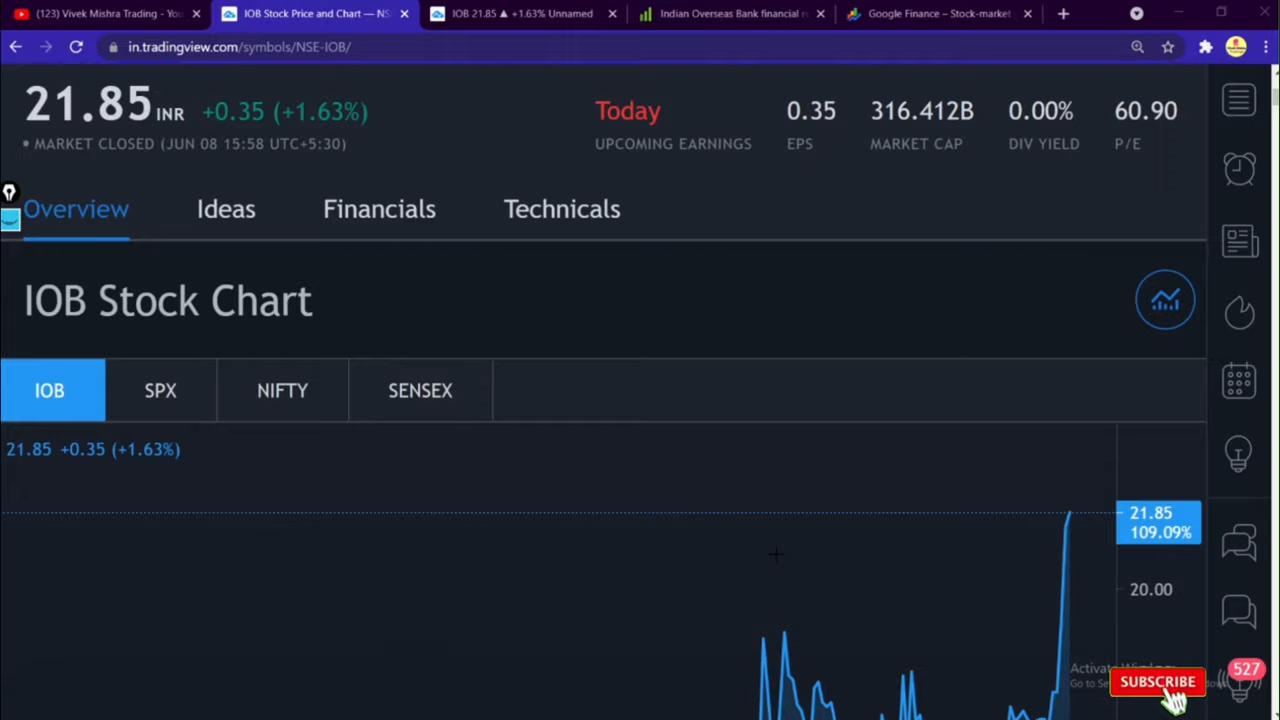 (123) Vivek Mishra Trading - You
IOB Stock Price and Chart — NS
IOB 21.85 ▲ +1.63% Unnamed
Indian Overseas Bank financial r
Google Finance – Stock-market
in.tradingview.com/symbols/NSE-IOB/
21.85 INR +0.35 (+1.63%)
• MARKET CLOSED (JUN 08 15:58 UTC+5:30)
Today 0.35 316.412B 0.00% 60.90
UPCOMING EARNINGS EPS MARKET CAP DIV YIELD P/E
Overview Ideas Financials Technicals
IOB Stock Chart
IOB SPX NIFTY SENSEX
21.85 +0.35 (+1.63%)
21.85
109.09%
20.00
527
SUBSCRIBE